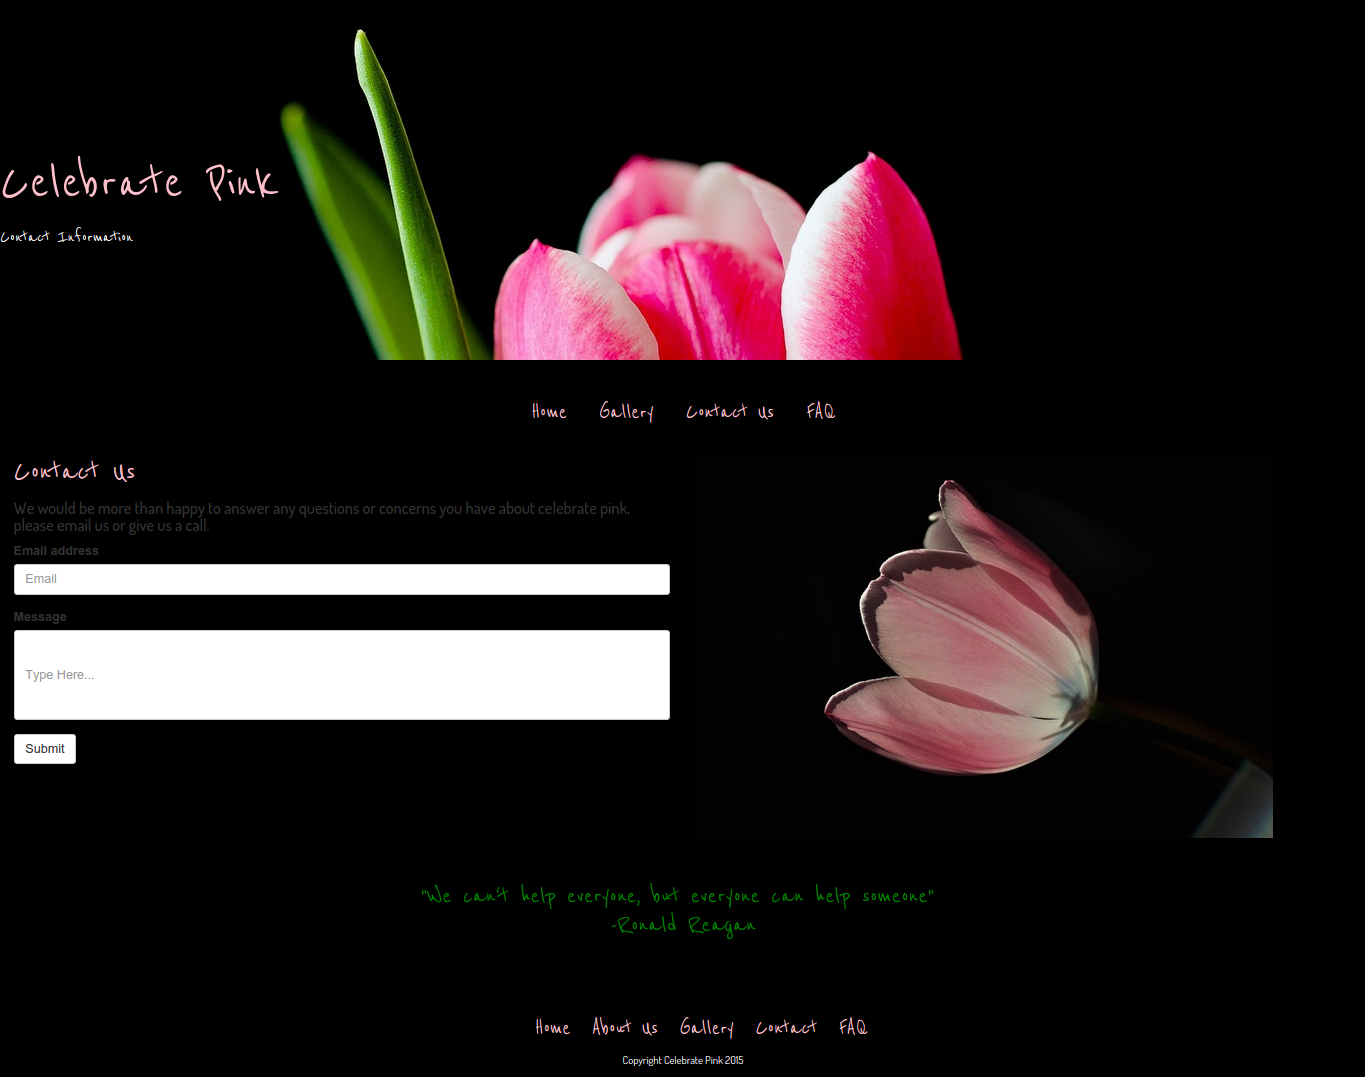 Celebrate Pink
Contact Information
Home Gallery Contact Us FAQ
Contact Us
We would be more than happy to answer any questions or concerns you have about celebrate pink.
please email us or give us a call.
Email address
Email
Message
Type Here...
Submit
"We can't help everyone, but everyone can help someone"
-Ronald Reagan
Home About Us Gallery Contact FAQ
Copyright Celebrate Pink 2015